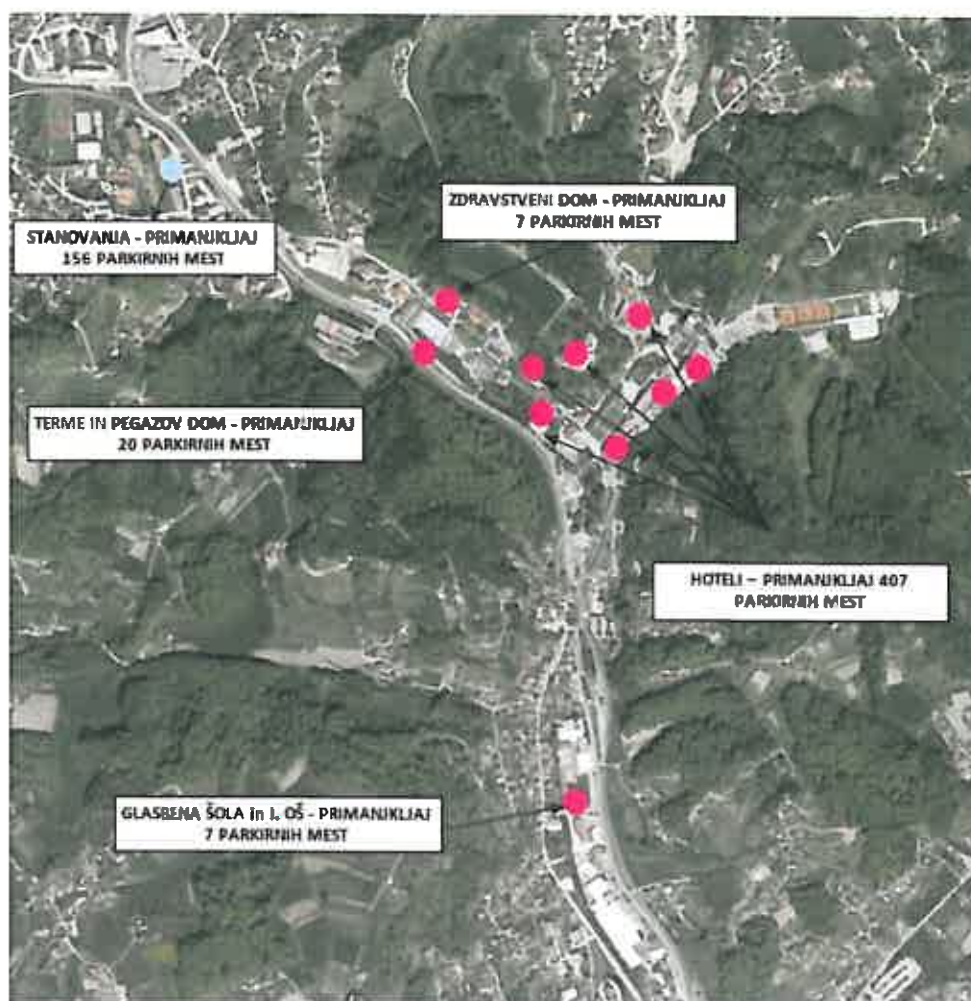 ZDRAVSTVENI DOM - PRIMANJKLJAJ
7 PARKIRNIH MEST
STANOVANJA - PRIMANJKLJAJ
156 PARKIRNIH MEST
TERME IN PEGAZOV DOM - PRIMANJKLJAJ
20 PARKIRNIH MEST
HOTELI – PRIMANJKLJAJ 407
PARKIRNIH MEST
GLASBENA ŠOLA in I. OŠ - PRIMANJKLJAJ
7 PARKIRNIH MEST